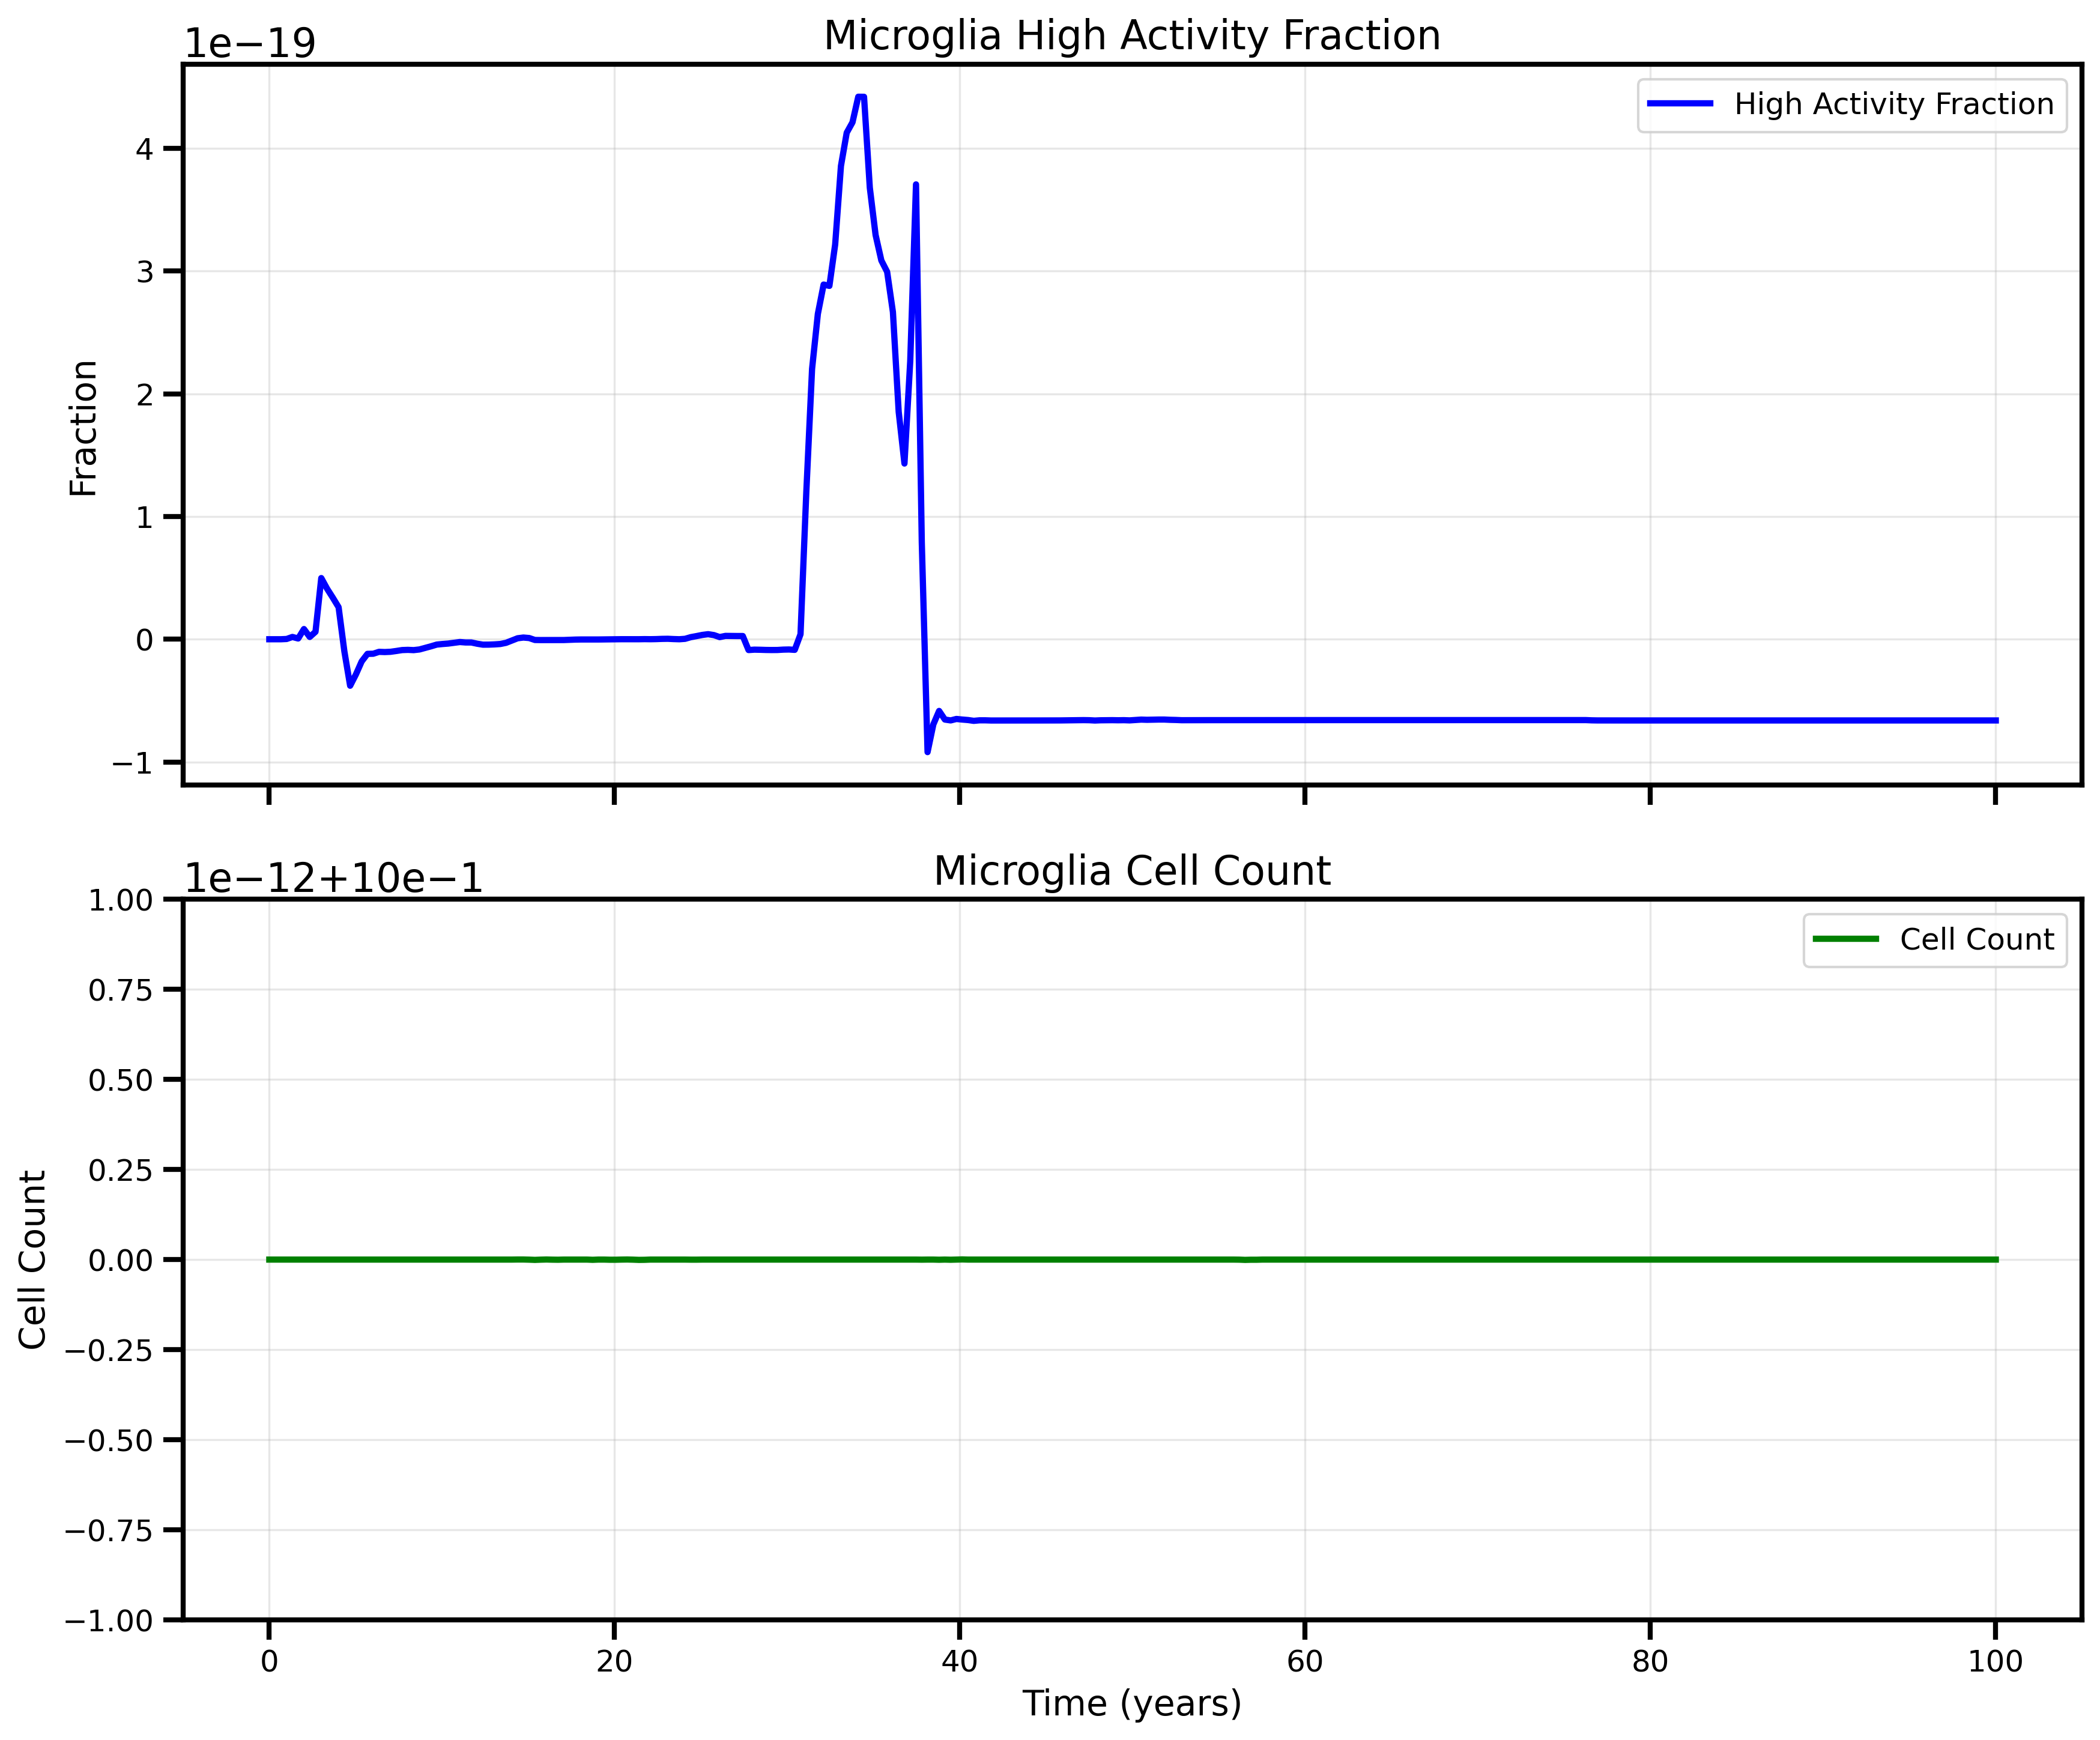 Microglia High Activity Fraction
1e−19
High Activity Fraction
4
3
2
1
0
−1
Fraction
Microglia Cell Count
1e−12+10e−1
Cell Count
1.00
0.75
0.50
0.25
0.00
−0.25
−0.50
−0.75
−1.00
Cell Count
0 20 40 60 80 100
Time (years)